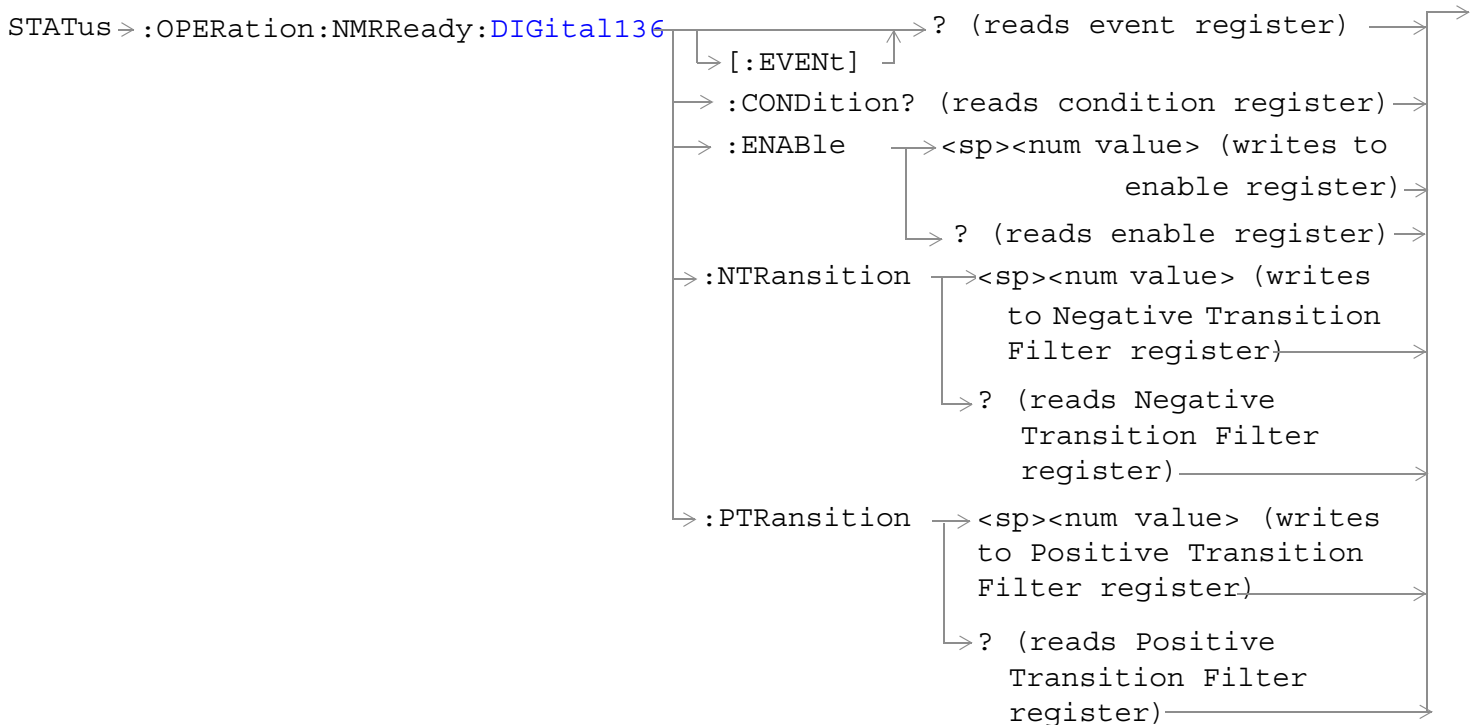 STATus :OPERation:NMRReady:DIGital136 ? (reads event register)
[:EVENt]
:CONDition? (reads condition register)
:ENABle <sp><num value> (writes to
enable register)
? (reads enable register)
:NTRansition <sp><num value> (writes
to Negative Transition
Filter register)
? (reads Negative
Transition Filter
register)
:PTRansition <sp><num value> (writes
to Positive Transition
Filter register)
? (reads Positive
Transition Filter
register)